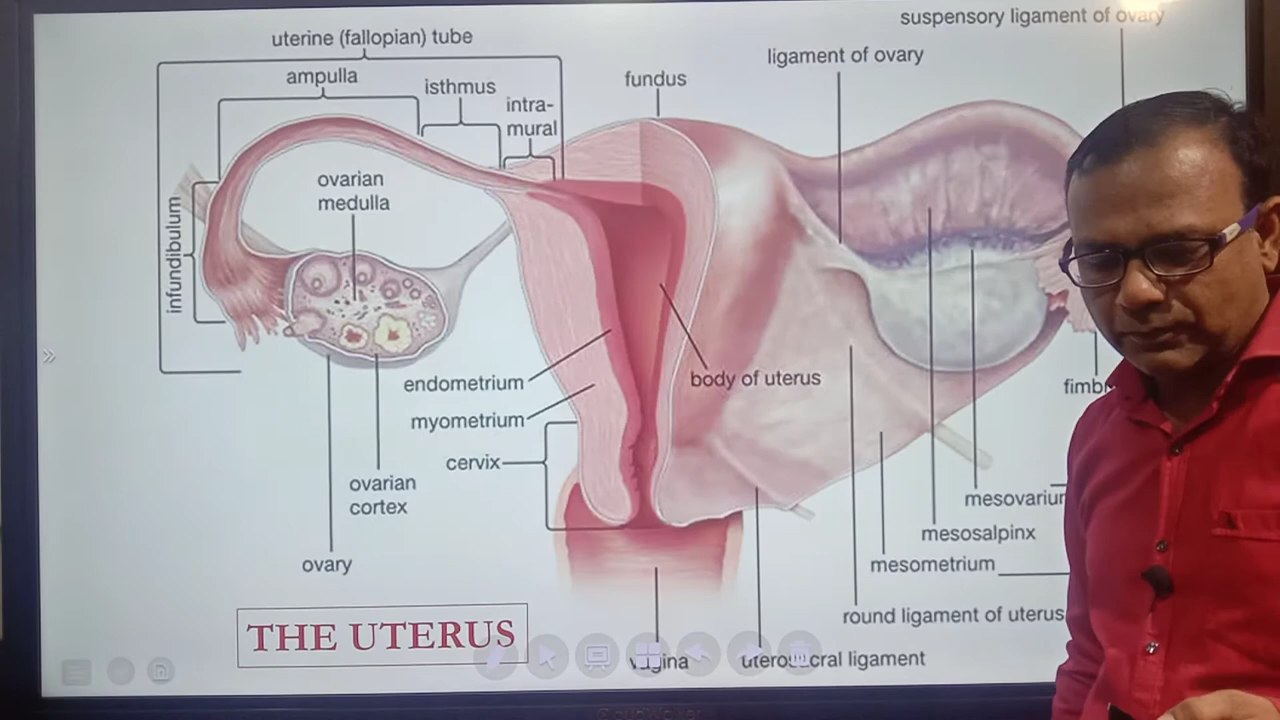 suspensory ligament of ovary
uterine (fallopian) tube
ligament of ovary
ampulla
isthmus
fundus
intra-
mural
ovarian
medulla
infundibulum
endometrium
body of uterus
myometrium
cervix
ovarian
cortex
mesosalpinx
mesometrium
ovary
round ligament of uterus
THE UTERUS
ligament